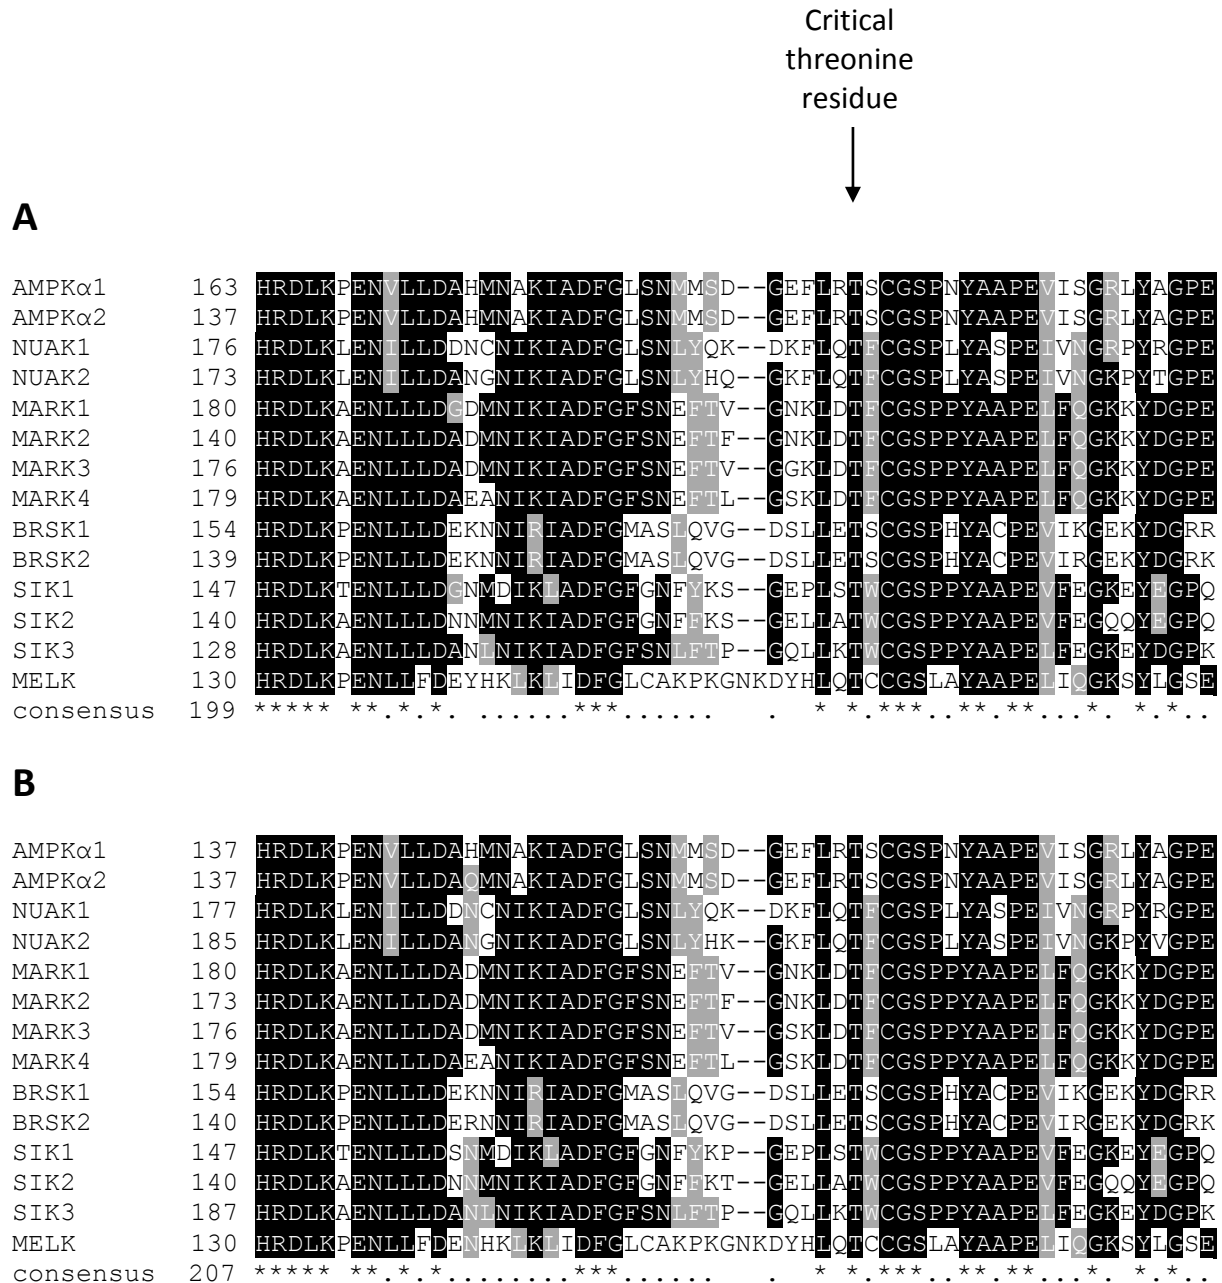 Critical
threonine
residue
A
AMPKα1 163 HRDLKPENVLLDAHMNAKIADFGLSNMMSD--GEFLRTSCGSPNYAAPEVISGRLYAGPE
AMPKα2 137 HRDLKPENVLLDAHMNAKIADFGLSNMMSD--GEFLRTSCGSPNYAAPEVISGRLYAGPE
NUAK1 176 HRDLKLENILLDDNCNIKIADFGLSNLYQK--DKFLQTFCGSPLYASPEIVNGRPYRGPE
NUAK2 173 HRDLKLENILLDANGNIKIADFGLSNLYHQ--GKFLQTFCGSPLYASPEIVNGKPYTGPE
MARK1 180 HRDLKAENLLLDGDMNIKIADFGFSNEFTV--GNKLDTFCGSPPYAAPELFQGKKYDGPE
MARK2 140 HRDLKAENLLLDADMNIKIADFGFSNEFTF--GNKLDTFCGSPPYAAPELFQGKKYDGPE
MARK3 176 HRDLKAENLLLDADMNIKIADFGFSNEFTV--GGKLDTFCGSPPYAAPELFQGKKYDGPE
MARK4 179 HRDLKAENLLLDAEANIKIADFGFSNEFTL--GSKLDTFCGSPPYAAPELFQGKKYDGPE
BRSK1 154 HRDLKPENLLLDEKNNIRIADFGMASLQVG--DSLLETSCGSPHYACPEVIKGEKYDGRR
BRSK2 139 HRDLKPENLLLDEKNNIRIADFGMASLQVG--DSLLETSCGSPHYACPEVIRGEKYDGRK
SIK1 147 HRDLKTENLLLDGNMDIKLADFGFGNFYKS--GEPLSTWCGSPPYAAPEVFEGKEYEGPQ
SIK2 140 HRDLKAENLLLDNNMNIKIADFGFGNFFKS--GELLATWCGSPPYAAPEVFEGQQYEGPQ
SIK3 128 HRDLKAENLLLDANLNIKIADFGFSNLFTP--GQLLKTWCGSPPYAAPELFEGKEYDGPK
MELK 130 HRDLKPENLLFDEYHKLKLIDFGLCAKPKGNKDYHLQTCCGSLAYAAPELIQGKSYLGSE
consensus 199 ***** **.*.*. ......***...... . * *.***..**.**...*. *.*..
B
AMPKα1 137 HRDLKPENVLLDAHMNAKIADFGLSNMMSD--GEFLRTSCGSPNYAAPEVISGRLYAGPE
AMPKα2 137 HRDLKPENVLLDAQMNAKIADFGLSNMMSD--GEFLRTSCGSPNYAAPEVISGRLYAGPE
NUAK1 177 HRDLKLENILLDDNCNIKIADFGLSNLYQK--DKFLQTFCGSPLYASPEIVNGRPYRGPE
NUAK2 185 HRDLKLENILLDANGNIKIADFGLSNLYHK--GKFLQTFCGSPLYASPEIVNGKPYVGPE
MARK1 180 HRDLKAENLLLDADMNIKIADFGFSNEFTV--GNKLDTFCGSPPYAAPELFQGKKYDGPE
MARK2 173 HRDLKAENLLLDADMNIKIADFGFSNEFTF--GNKLDTFCGSPPYAAPELFQGKKYDGPE
MARK3 176 HRDLKAENLLLDADMNIKIADFGFSNEFTV--GSKLDTFCGSPPYAAPELFQGKKYDGPE
MARK4 179 HRDLKAENLLLDAEANIKIADFGFSNEFTL--GSKLDTFCGSPPYAAPELFQGKKYDGPE
BRSK1 154 HRDLKPENLLLDEKNNIRIADFGMASLQVG--DSLLETSCGSPHYACPEVIKGEKYDGRR
BRSK2 140 HRDLKPENLLLDERNNIRIADFGMASLQVG--DSLLETSCGSPHYACPEVIRGEKYDGRK
SIK1 147 HRDLKTENLLLDSNMDIKLADFGFGNFYKP--GEPLSTWCGSPPYAAPEVFEGKEYEGPQ
SIK2 140 HRDLKAENLLLDNNMNIKIADFGFGNFFKT--GELLATWCGSPPYAAPEVFEGQQYEGPQ
SIK3 187 HRDLKAENLLLDANLNIKIADFGFSNLFTP--GQLLKTWCGSPPYAAPELFEGKEYDGPK
MELK 130 HRDLKPENLLFDENHKLKLIDFGLCAKPKGNKDYHLQTCCGSLAYAAPELIQGKSYLGSE
consensus 207 ***** **.*.*........***...... . * *.***..**.**...*. *.*..